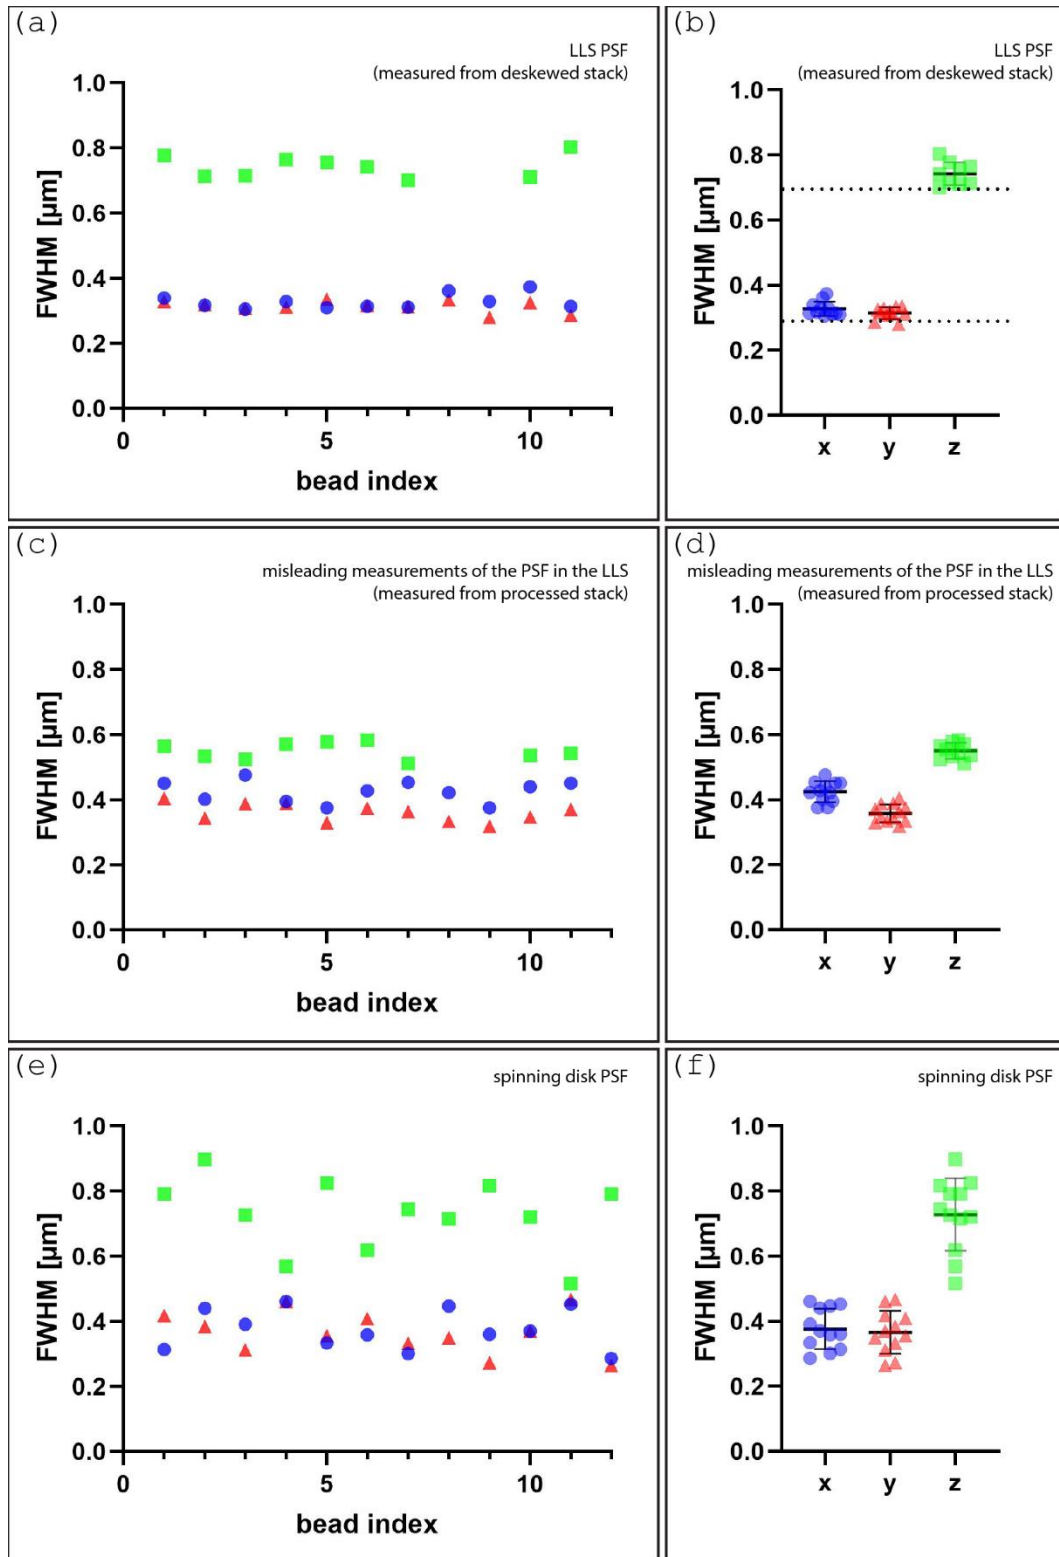 (a)
LLS PSF
(measured from deskewed stack)
1.0
0.8
0.6
0.4
0.2
0.0
FWHM [µm]
0 5 10
bead index
(b)
LLS PSF
(measured from deskewed stack)
1.0
0.8
0.6
0.4
0.2
0.0
FWHM [µm]
x y z
(c)
misleading measurements of the PSF in the LLS
(measured from processed stack)
1.0
0.8
0.6
0.4
0.2
0.0
FWHM [µm]
0 5 10
bead index
(d)
misleading measurements of the PSF in the LLS
(measured from processed stack)
1.0
0.8
0.6
0.4
0.2
0.0
FWHM [µm]
x y z
(e)
spinning disk PSF
1.0
0.8
0.6
0.4
0.2
0.0
FWHM [µm]
0 5 10
bead index
(f)
spinning disk PSF
1.0
0.8
0.6
0.4
0.2
0.0
FWHM [µm]
x y z